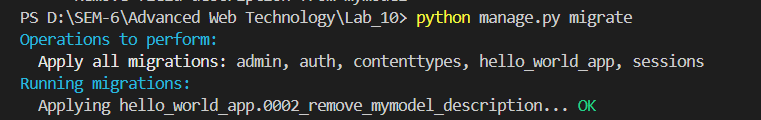 PS D:\SEM-6\Advanced Web Technology\Lab_10> python manage.py migrate
Operations to perform:
  Apply all migrations: admin, auth, contenttypes, hello_world_app, sessions
Running migrations:
  Applying hello_world_app.0002_remove_mymodel_description... OK